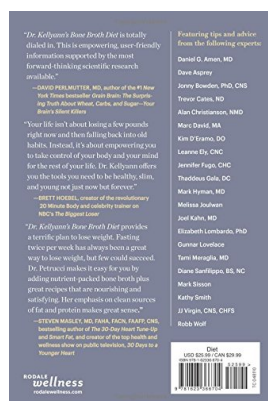 "Dr. Kellyann's Bone Broth Diet is totally
dialed in. This is empowering, user-friendly
information supported by the most
forward-thinking scientific research
available."
—DAVID PERLMUTTER, MD, author of the #1 New
York Times bestseller Grain Brain: The Surpris-
ing Truth About Wheat, Carbs, and Sugar—Your
Brain's Silent Killers
"Your life isn't about losing a few pounds
right now and then falling back into old
habits. Instead, it's about empowering you
to take control of your body and your mind
for the rest of your life. Dr. Kellyann offers
you the tools you need to be healthy, slim,
and young not just now but forever."
—BRETT HOEBEL, creator of the revolutionary
20 Minute Body and celebrity trainer on
NBC's The Biggest Loser
"Dr. Kellyann's Bone Broth Diet provides
a terrific plan to lose weight. Fasting
twice per week has always been a great
way to lose weight, but few could succeed.
Dr. Petrucci makes it easy for you by
adding nutrient-packed bone broth plus
great recipes that are nourishing and
satisfying. Her emphasis on clean sources
of fat and protein makes great sense."
—STEVEN MASLEY, MD, FAHA, FACN, FAAFP, CNS,
bestselling author of The 30-Day Heart Tune-Up
and Smart Fat, and creator of the top health and
wellness show on public television, 30 Days to a
Younger Heart
RODALE
wellness
rodalewellness.com
Featuring tips and advice
from the following experts:
Daniel G. Amen, MD
Dave Asprey
Jonny Bowden, PhD, CNS
Trevor Cates, ND
Alan Christianson, NMD
Marc David, MA
Kim D'Eramo, DO
Leanne Ely, CNC
Jennifer Fugo, CHC
Thaddeus Gala, DC
Mark Hyman, MD
Melissa Joulwan
Joel Kahn, MD
Elizabeth Lombardo, PhD
Gunnar Lovelace
Tami Meraglia, MD
Diane Sanfilippo, BS, NC
Mark Sisson
Kathy Smith
JJ Virgin, CNS, CHFS
Robb Wolf
Diet
US $25.99 / CAN $29.99